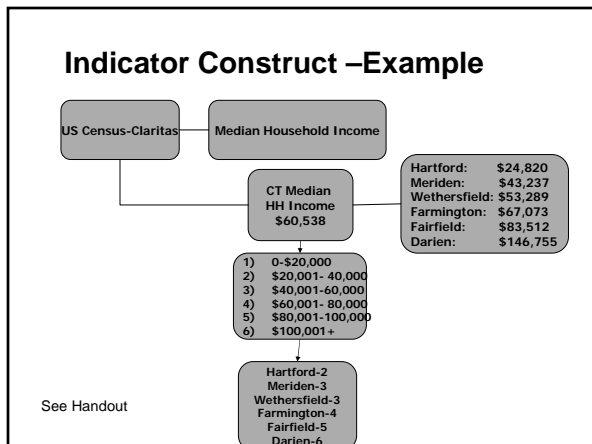 Indicator Construct –Example
US Census-Claritas
Median Household Income
CT Median
HH Income
$60,538
Hartford: $24,820
Meriden: $43,237
Wethersfield: $53,289
Farmington: $67,073
Fairfield: $83,512
Darien: $146,755
1) 0-$20,000
2) $20,001- 40,000
3) $40,001-60,000
4) $60,001- 80,000
5) $80,001-100,000
6) $100,001+
Hartford-2
Meriden-3
Wethersfield-3
Farmington-4
Fairfield-5
Darien-6
See Handout